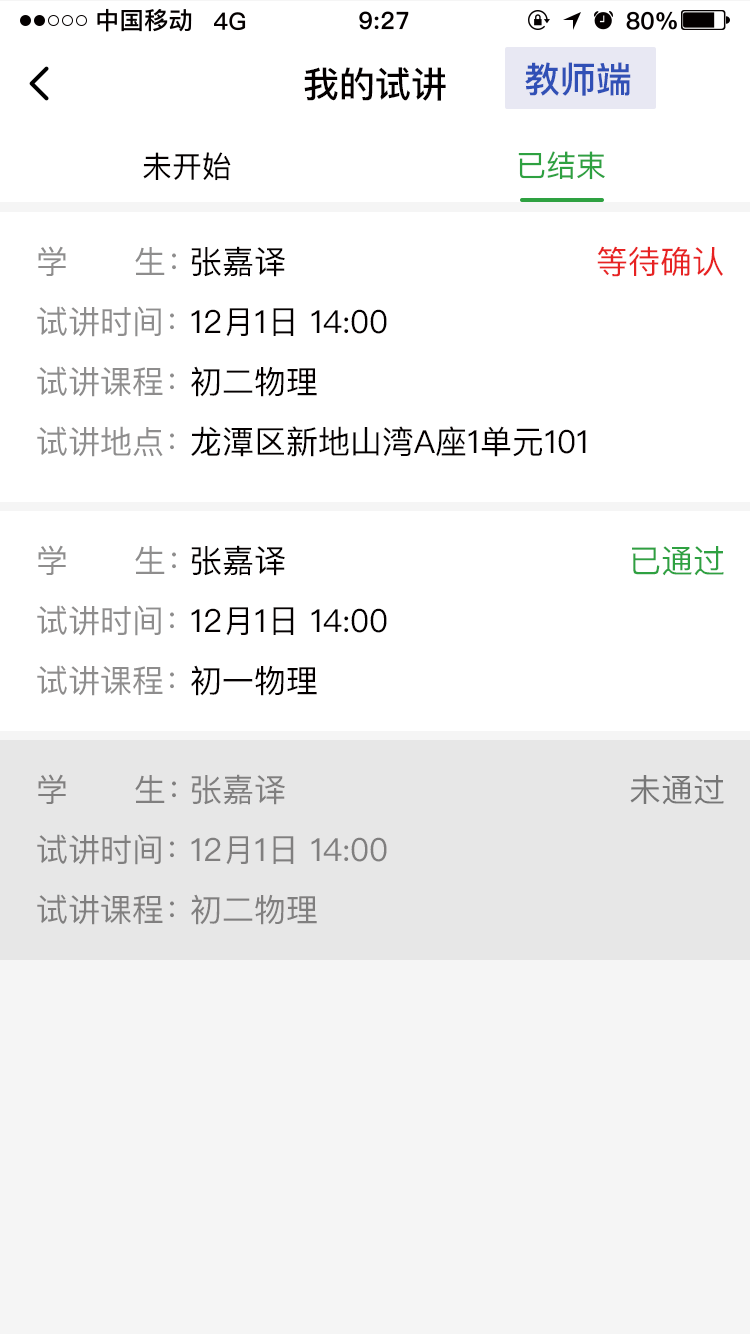 中国移动 4G 9:27 80%
我的试讲 教师端
未开始 已结束
学 生： 张嘉译 等待确认
试讲时间： 12月1日 14:00
试讲课程： 初二物理
试讲地点： 龙潭区新地山湾A座1单元101
学 生： 张嘉译 已通过
试讲时间： 12月1日 14:00
试讲课程： 初一物理
学 生： 张嘉译 未通过
试讲时间： 12月1日 14:00
试讲课程： 初二物理